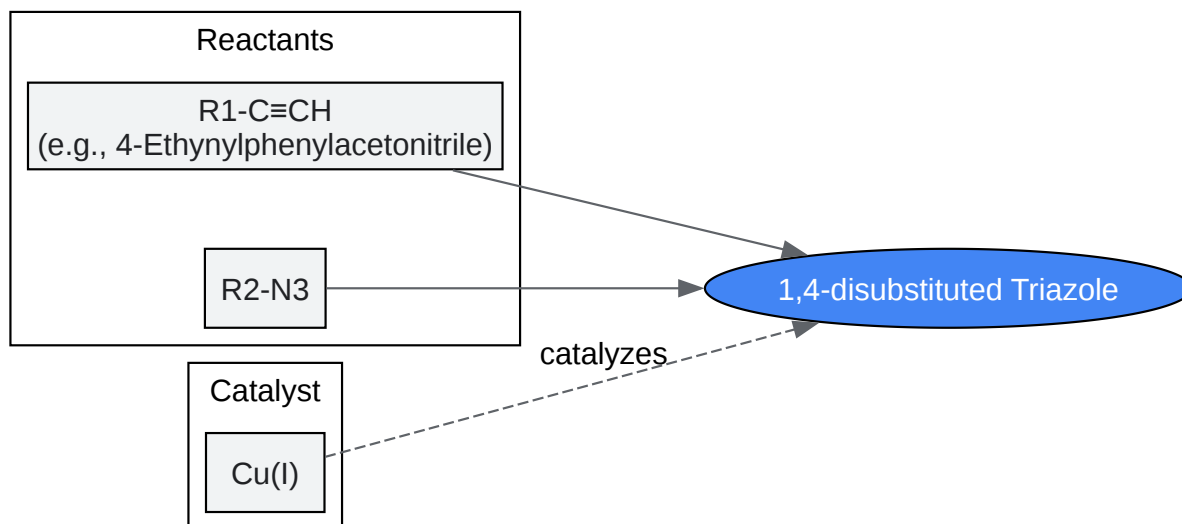 Reactants
R1-C≡CH
(e.g., 4-Ethynylphenylacetonitrile)
R2-N3
1,4-disubstituted Triazole
catalyzes
Catalyst
Cu(I)